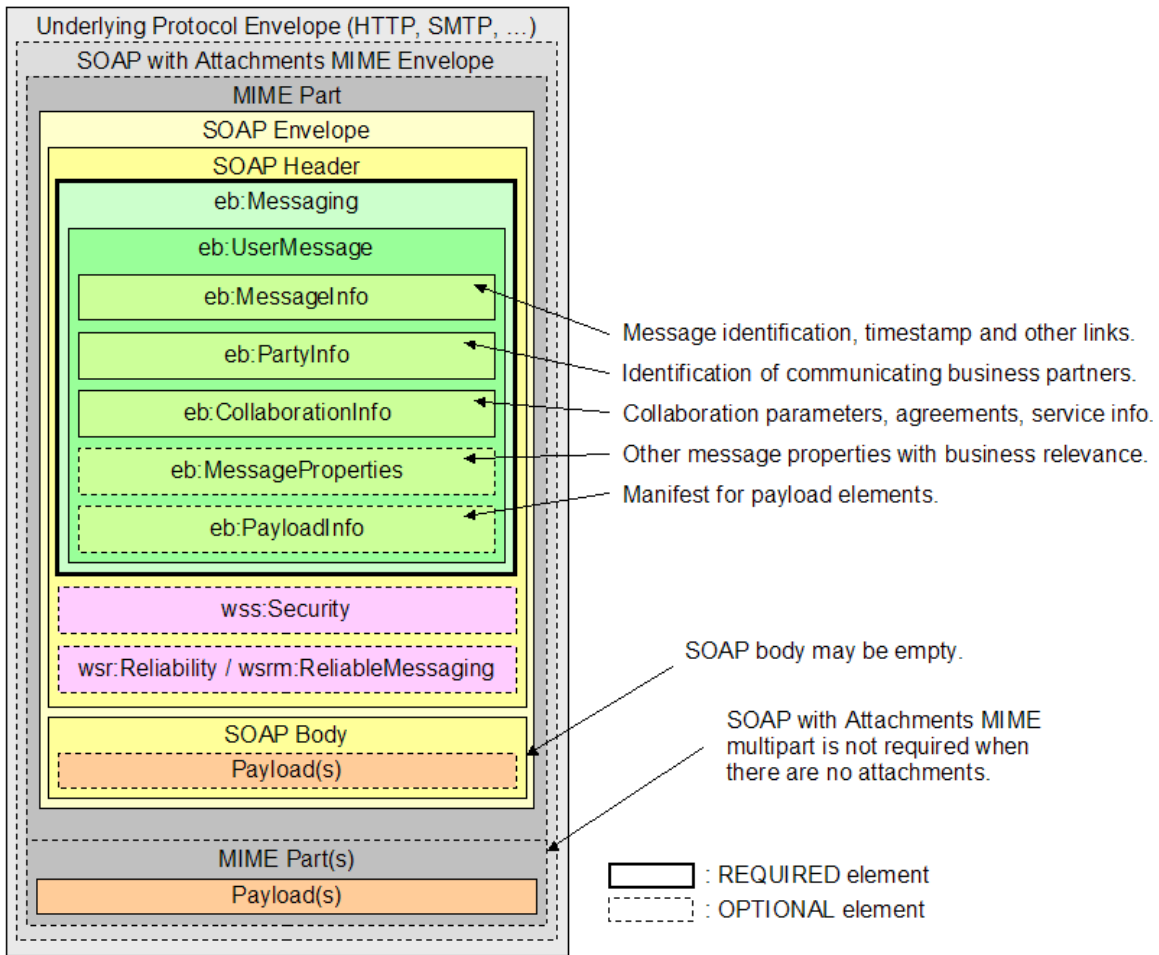 Underlying Protocol Envelope (HTTP, SMTP, ...)
SOAP with Attachments MIME Envelope
MIME Part
SOAP Envelope
SOAP Header
eb:Messaging
eb:UserMessage
eb:MessageInfo
eb:PartyInfo
eb:CollaborationInfo
eb:MessageProperties
eb:PayloadInfo
wss:Security
wsr:Reliability / wsrm:ReliableMessaging
SOAP Body
Payload(s)
MIME Part(s)
Payload(s)
Message identification, timestamp and other links.
Identification of communicating business partners.
Collaboration parameters, agreements, service info.
Other message properties with business relevance.
Manifest for payload elements.
SOAP body may be empty.
SOAP with Attachments MIME
multipart is not required when
there are no attachments.
: REQUIRED element
: OPTIONAL element